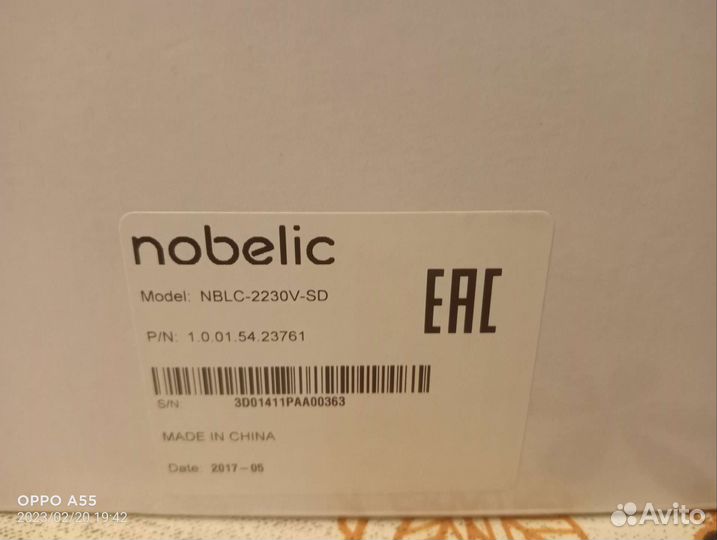 nobelic
Model: NBLC-2230V-SD
EAC
P/N: 1.0.01.54.23761
S/N: 3D01411PAA00363
MADE IN CHINA
Date: 2017-05
OPPO A55
2023/02/20 19:42
Avito